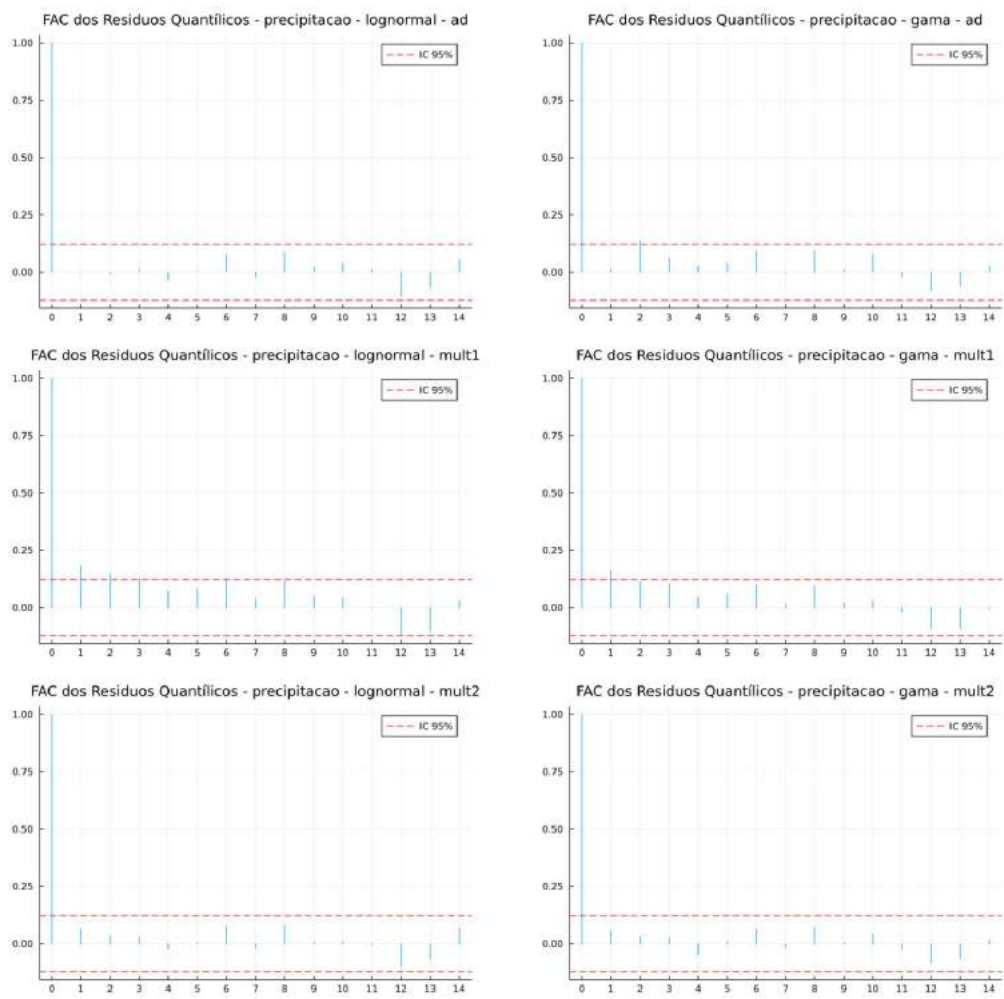 FAC dos Residuos Quantílicos - precipitacao - lognormal - ad
1.00
0.75
0.50
0.25
0.00
IC 95%
0 1 2 3 4 5 6 7 8 9 10 11 12 13 14
FAC dos Residuos Quantílicos - precipitacao - gama - ad
1.00
0.75
0.50
0.25
0.00
IC 95%
0 1 2 3 4 5 6 7 8 9 10 11 12 13 14
FAC dos Residuos Quantílicos - precipitacao - lognormal - mult1
1.00
0.75
0.50
0.25
0.00
IC 95%
0 1 2 3 4 5 6 7 8 9 10 11 12 13 14
FAC dos Residuos Quantílicos - precipitacao - gama - mult1
1.00
0.75
0.50
0.25
0.00
IC 95%
0 1 2 3 4 5 6 7 8 9 10 11 12 13 14
FAC dos Residuos Quantílicos - precipitacao - lognormal - mult2
1.00
0.75
0.50
0.25
0.00
IC 95%
0 1 2 3 4 5 6 7 8 9 10 11 12 13 14
FAC dos Residuos Quantílicos - precipitacao - gama - mult2
1.00
0.75
0.50
0.25
0.00
IC 95%
0 1 2 3 4 5 6 7 8 9 10 11 12 13 14